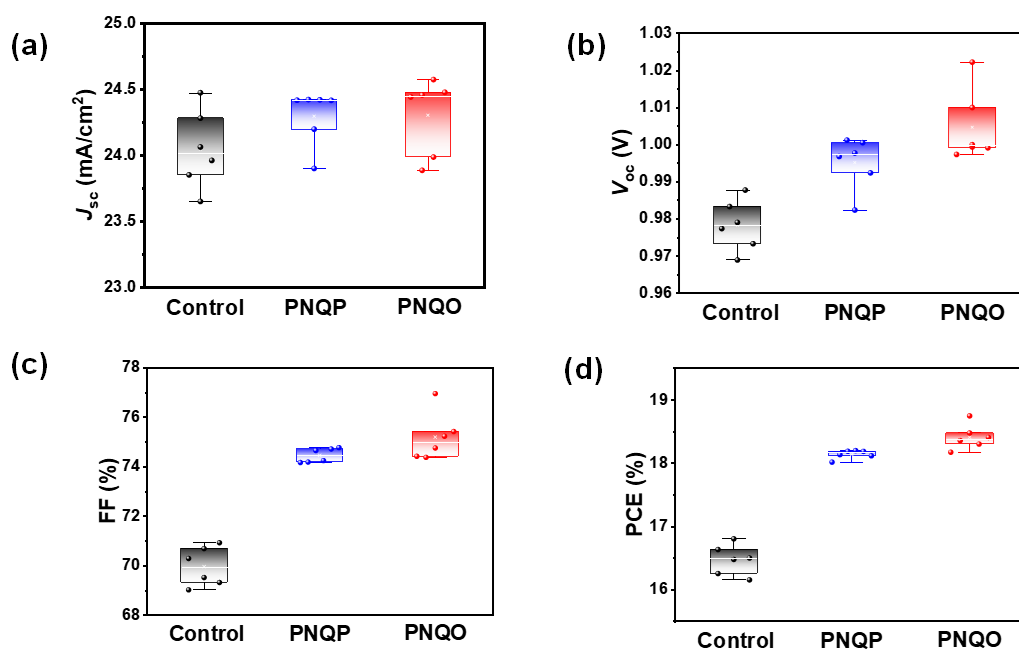 (a)
25.0
24.5
24.0
23.5
23.0
Jsc (mA/cm²)
Control PNQP PNQO
(b)
1.03
1.02
1.01
1.00
0.99
0.98
0.97
0.96
Voc (V)
Control PNQP PNQO
(c)
78
76
74
72
70
68
FF (%)
Control PNQP PNQO
(d)
19
18
17
16
PCE (%)
Control PNQP PNQO